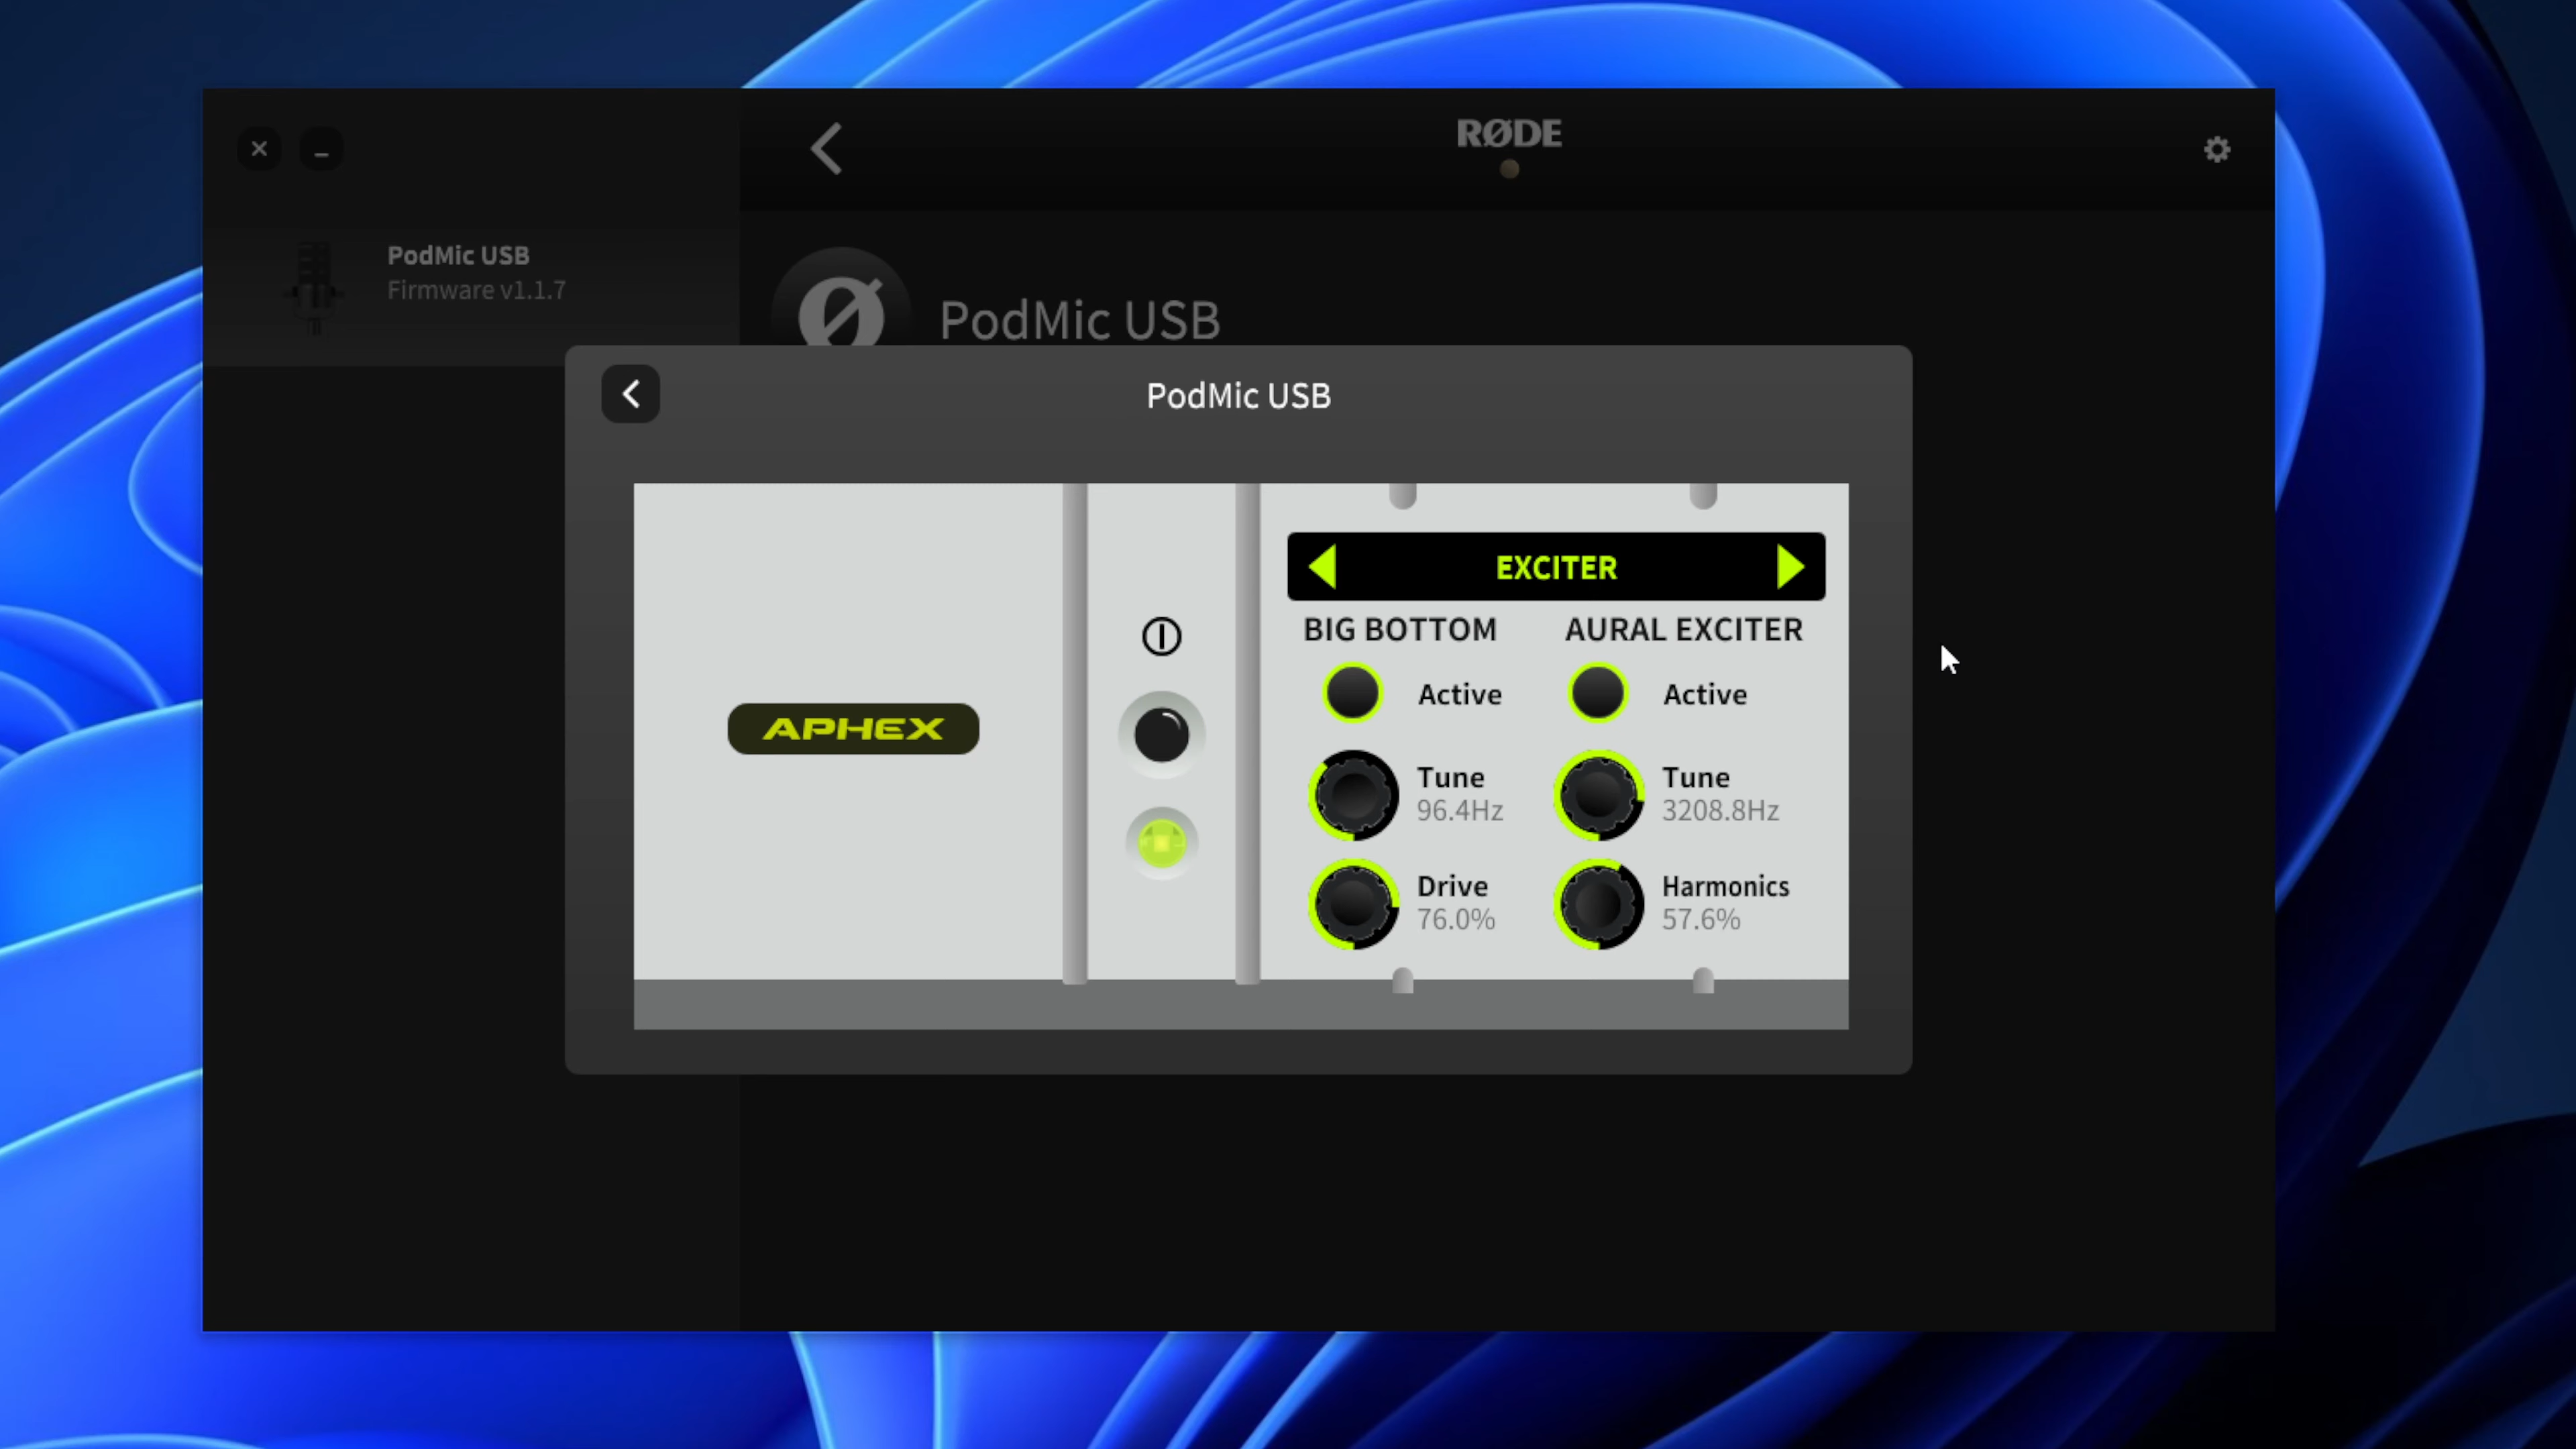 RØDE
PodMic USB
Firmware v1.1.7
PodMic USB
PodMic USB
EXCITER
BIG BOTTOM
AURAL EXCITER
Active
Active
APHEX
Tune
96.4Hz
Tune
3208.8Hz
Drive
76.0%
Harmonics
57.6%